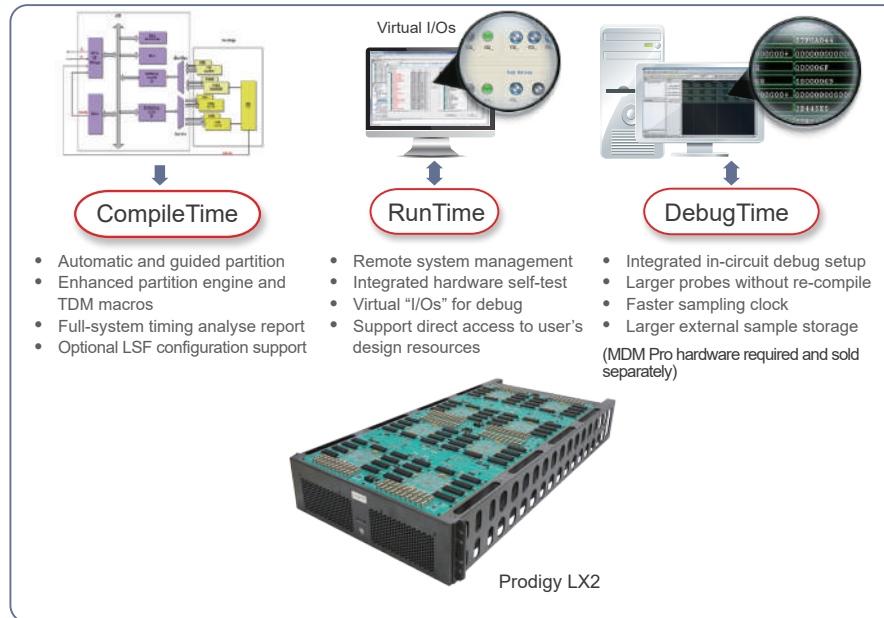 Virtual I/Os
CompileTime
RunTime
DebugTime
• Automatic and guided partition
• Enhanced partition engine and
TDM macros
• Full-system timing analyse report
• Optional LSF configuration support
• Remote system management
• Integrated hardware self-test
• Virtual “I/Os” for debug
• Support direct access to user’s
design resources
• Integrated in-circuit debug setup
• Larger probes without re-compile
• Faster sampling clock
• Larger external sample storage
(MDM Pro hardware required and sold
separately)
Prodigy LX2